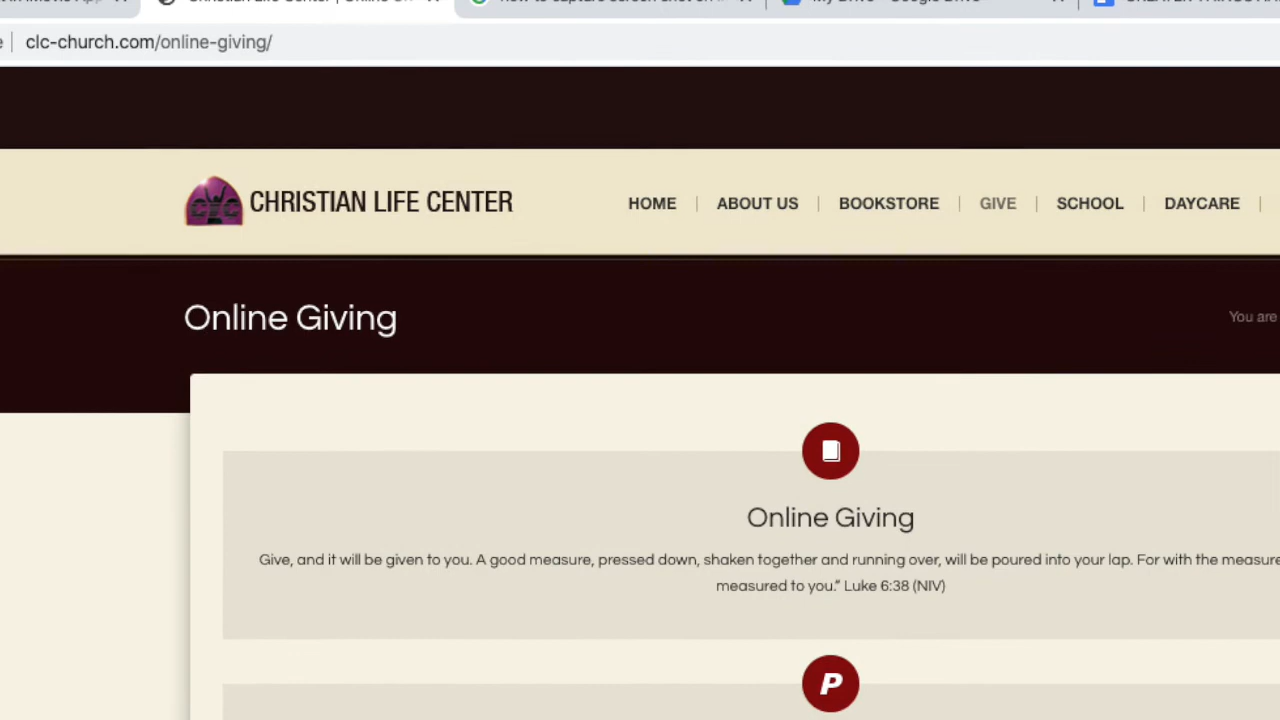 clc-church.com/online-giving/
CHRISTIAN LIFE CENTER
HOME ABOUT US BOOKSTORE GIVE SCHOOL DAYCARE
Online Giving
You are
Online Giving
Give, and it will be given to you. A good measure, pressed down, shaken together and running over, will be poured into your lap. For with the measure
measured to you.” Luke 6:38 (NIV)
P